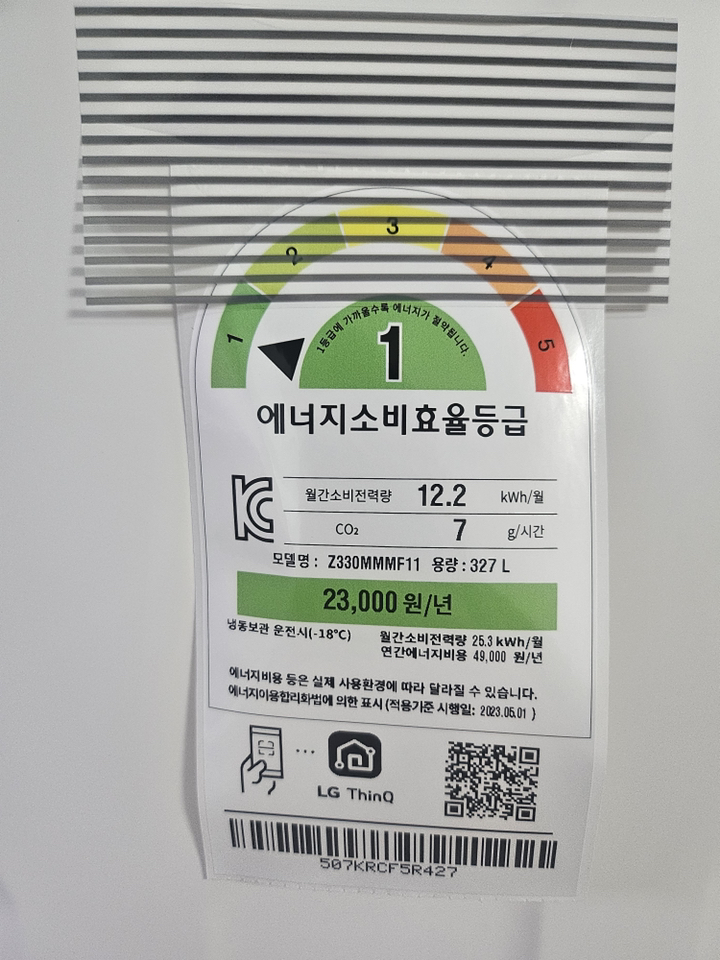 1 2 3 4 5
1등급에 가까울수록 에너지가 절약됩니다.
1
에너지소비효율등급
월간소비전력량 12.2 kWh/월
CO₂ 7 g/시간
모델명 : Z330MMMF11 용량 : 327 L
23,000 원/년
냉동보관 운전시(-18℃) 월간소비전력량 25.3 kWh/월
연간에너지비용 49,000 원/년
에너지비용 등은 실제 사용환경에 따라 달라질 수 있습니다.
에너지이용합리화법에 의한 표시 (적용기준 시행일: 2023.05.01 )
LG ThinQ
507KRCF5R427